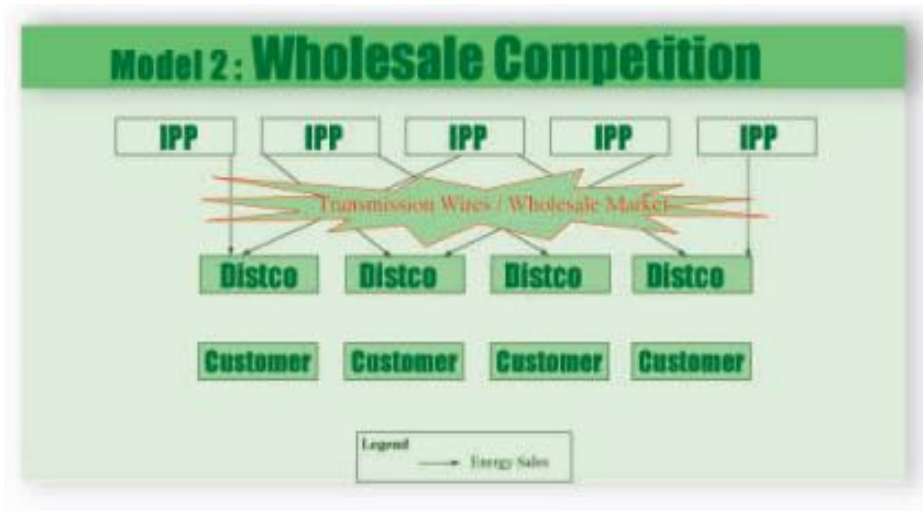 Model 2 : Wholesale Competition
IPP IPP IPP IPP IPP
Transmission Wires / Wholesale Market
Distco Distco Distco Distco
Customer Customer Customer Customer
Legend
Energy Sales